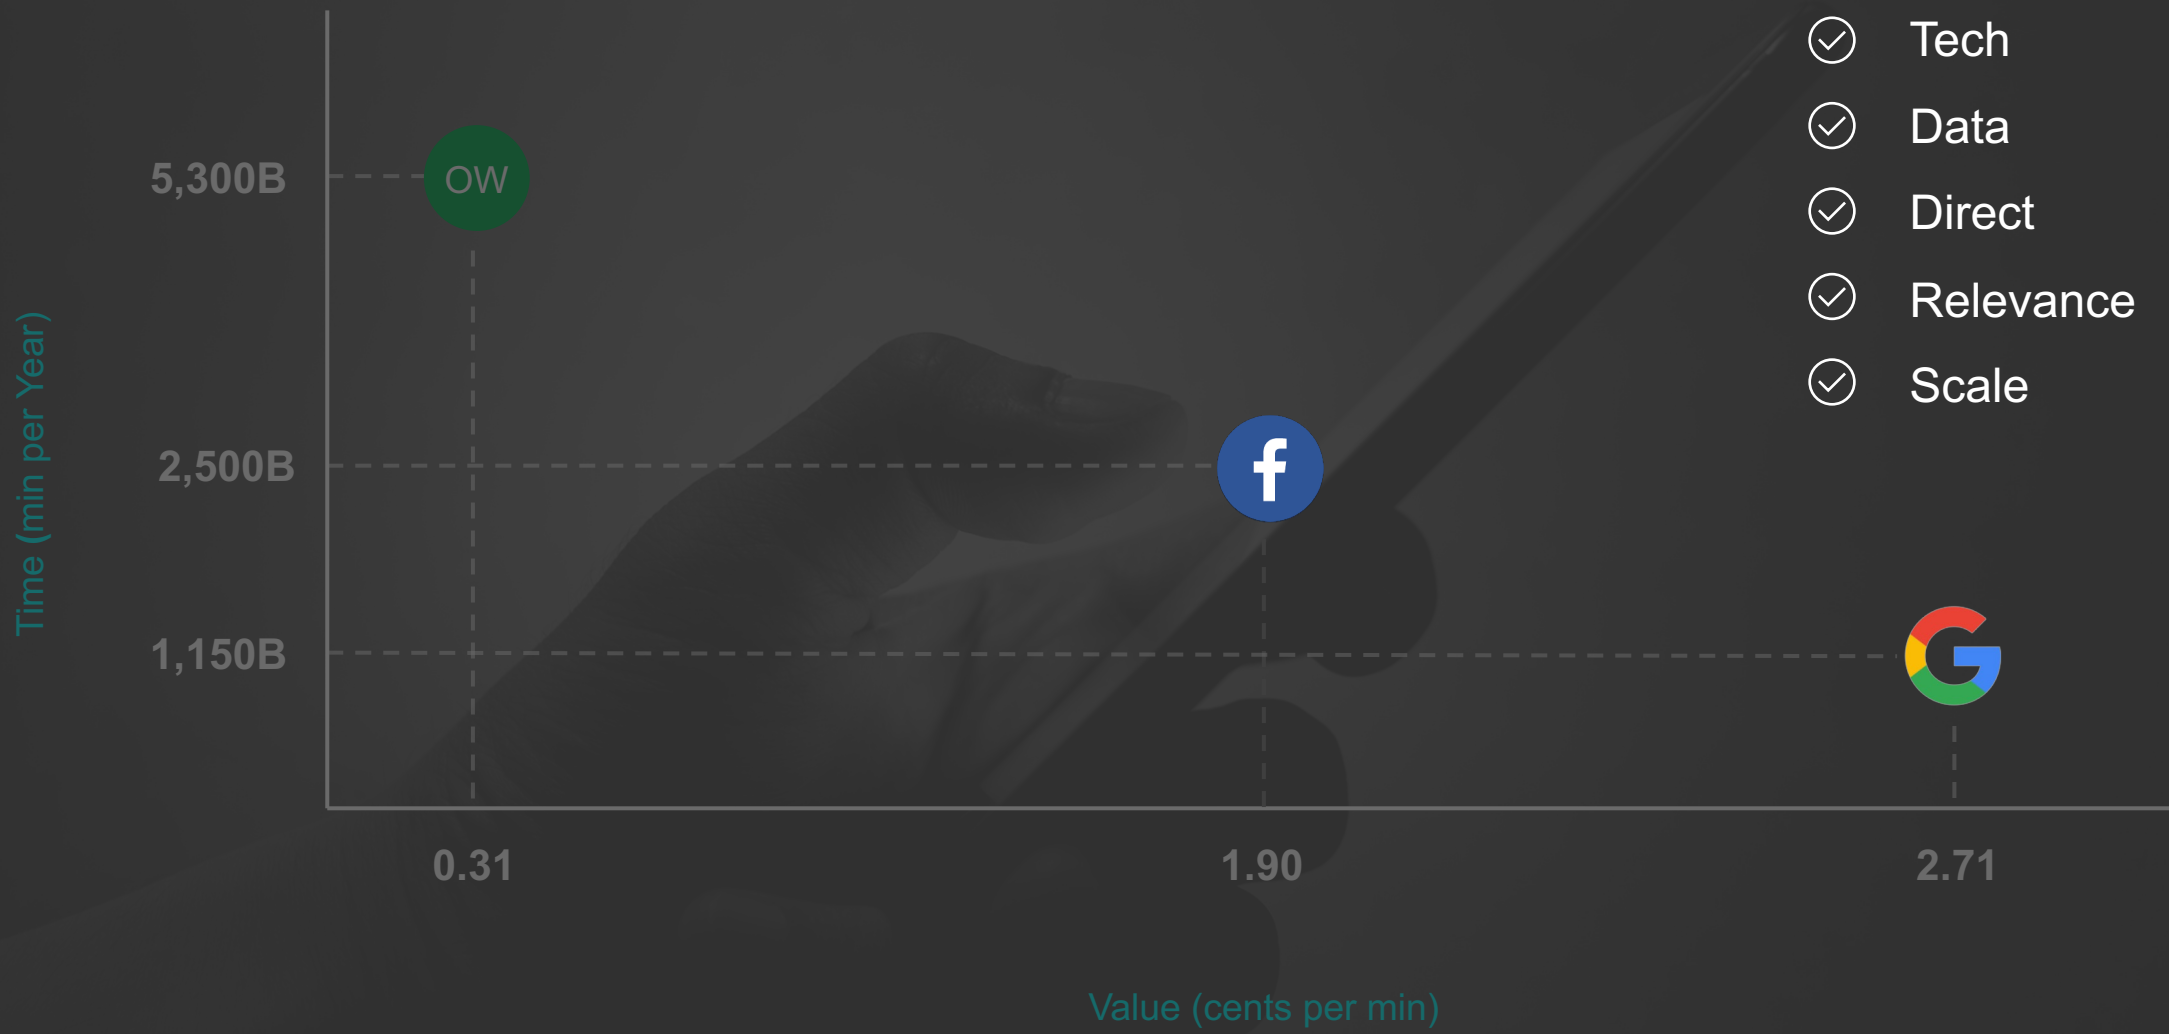 Tech
Data
Direct
Relevance
Scale
5,300B
OW
2,500B
f
1,150B
G
Time (min per Year)
0.31
1.90
2.71
Value (cents per min)